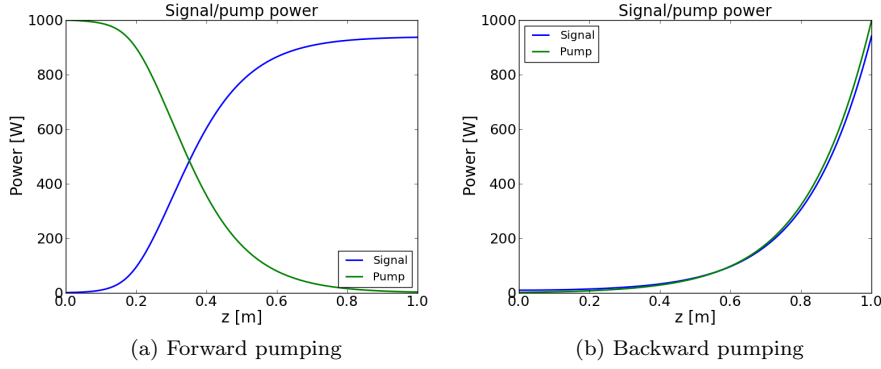 Signal/pump power
1000
800
600
400
200
0
Power [W]
Signal
Pump
0.0 0.2 0.4 0.6 0.8 1.0
z [m]
(a) Forward pumping
Signal/pump power
1000
800
600
400
200
0
Power [W]
Signal
Pump
0.0 0.2 0.4 0.6 0.8 1.0
z [m]
(b) Backward pumping